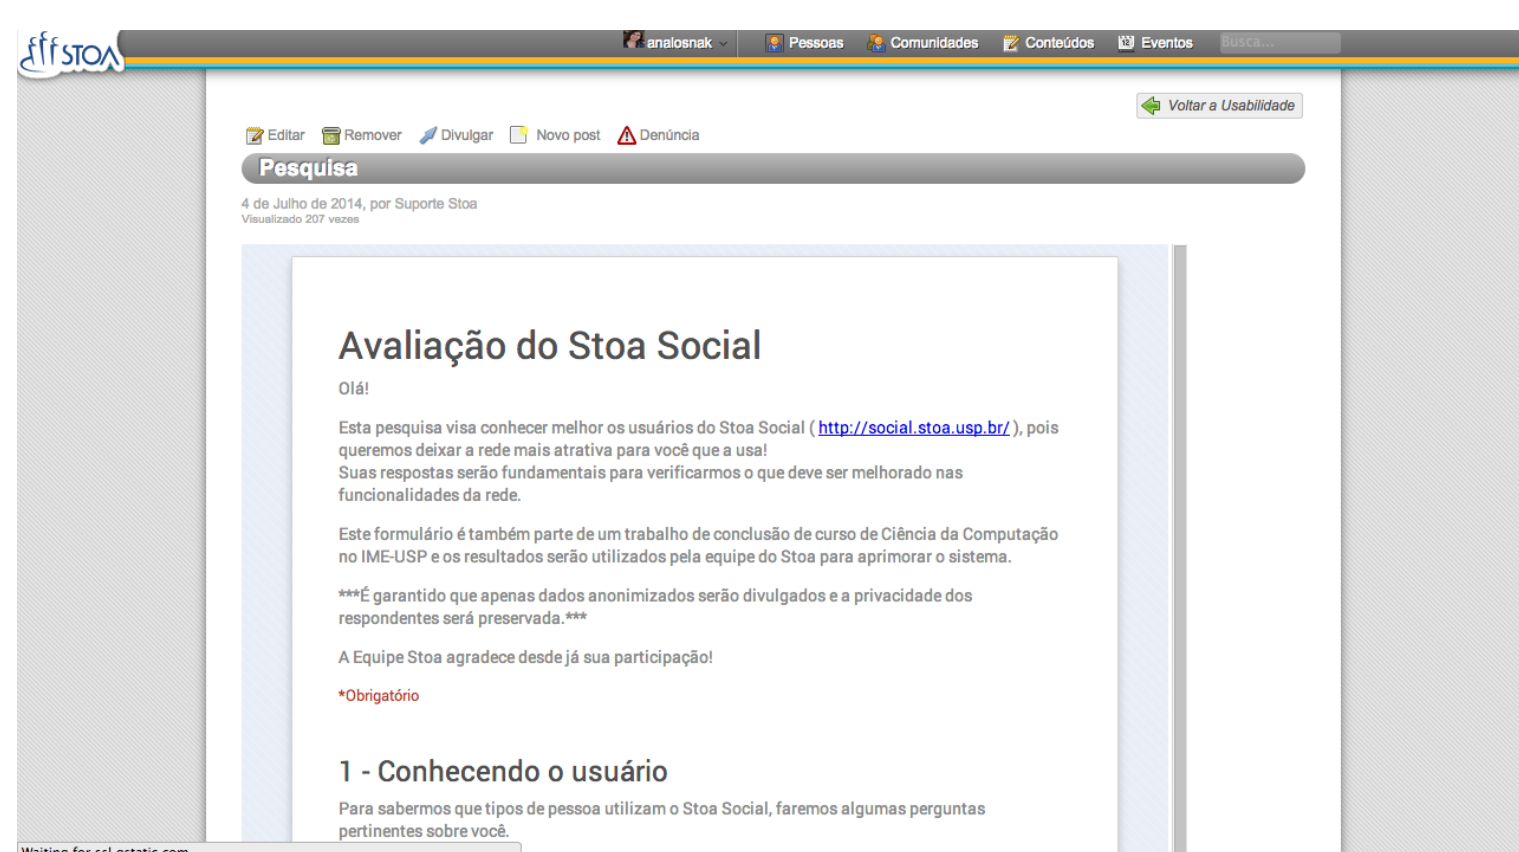 STOA
analosnak Pessoas Comunidades Conteúdos Eventos Busca...
Voltar a Usabilidade
Editar Remover Divulgar Novo post Denúncia
Pesquisa
4 de Julho de 2014, por Suporte Stoa
Visualizado 207 vezes
Avaliação do Stoa Social
Olá!
Esta pesquisa visa conhecer melhor os usuários do Stoa Social ( http://social.stoa.usp.br/ ), pois
queremos deixar a rede mais atrativa para você que a usa!
Suas respostas serão fundamentais para verificarmos o que deve ser melhorado nas
funcionalidades da rede.
Este formulário é também parte de um trabalho de conclusão de curso de Ciência da Computação
no IME-USP e os resultados serão utilizados pela equipe do Stoa para aprimorar o sistema.
***É garantido que apenas dados anonimizados serão divulgados e a privacidade dos
respondentes será preservada.***
A Equipe Stoa agradece desde já sua participação!
*Obrigatório
1 - Conhecendo o usuário
Para sabermos que tipos de pessoa utilizam o Stoa Social, faremos algumas perguntas
pertinentes sobre você.
Waiting for ssl.gstatic.com